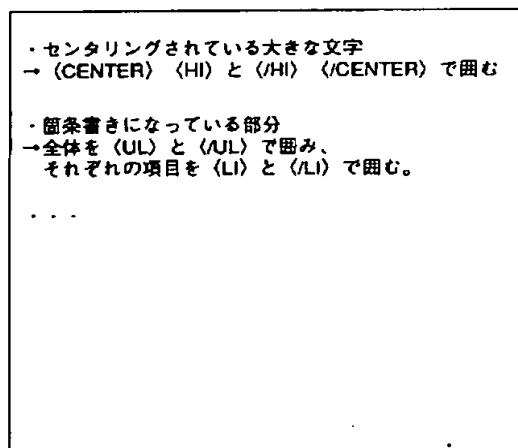 ・センタリングされている大きな文字
→〈CENTER〉〈HI〉と〈/HI〉〈/CENTER〉で囲む
・箇条書きになっている部分
→全体を〈UL〉と〈/UL〉で囲み、
それぞれの項目を〈LI〉と〈/LI〉で囲む。
・・・